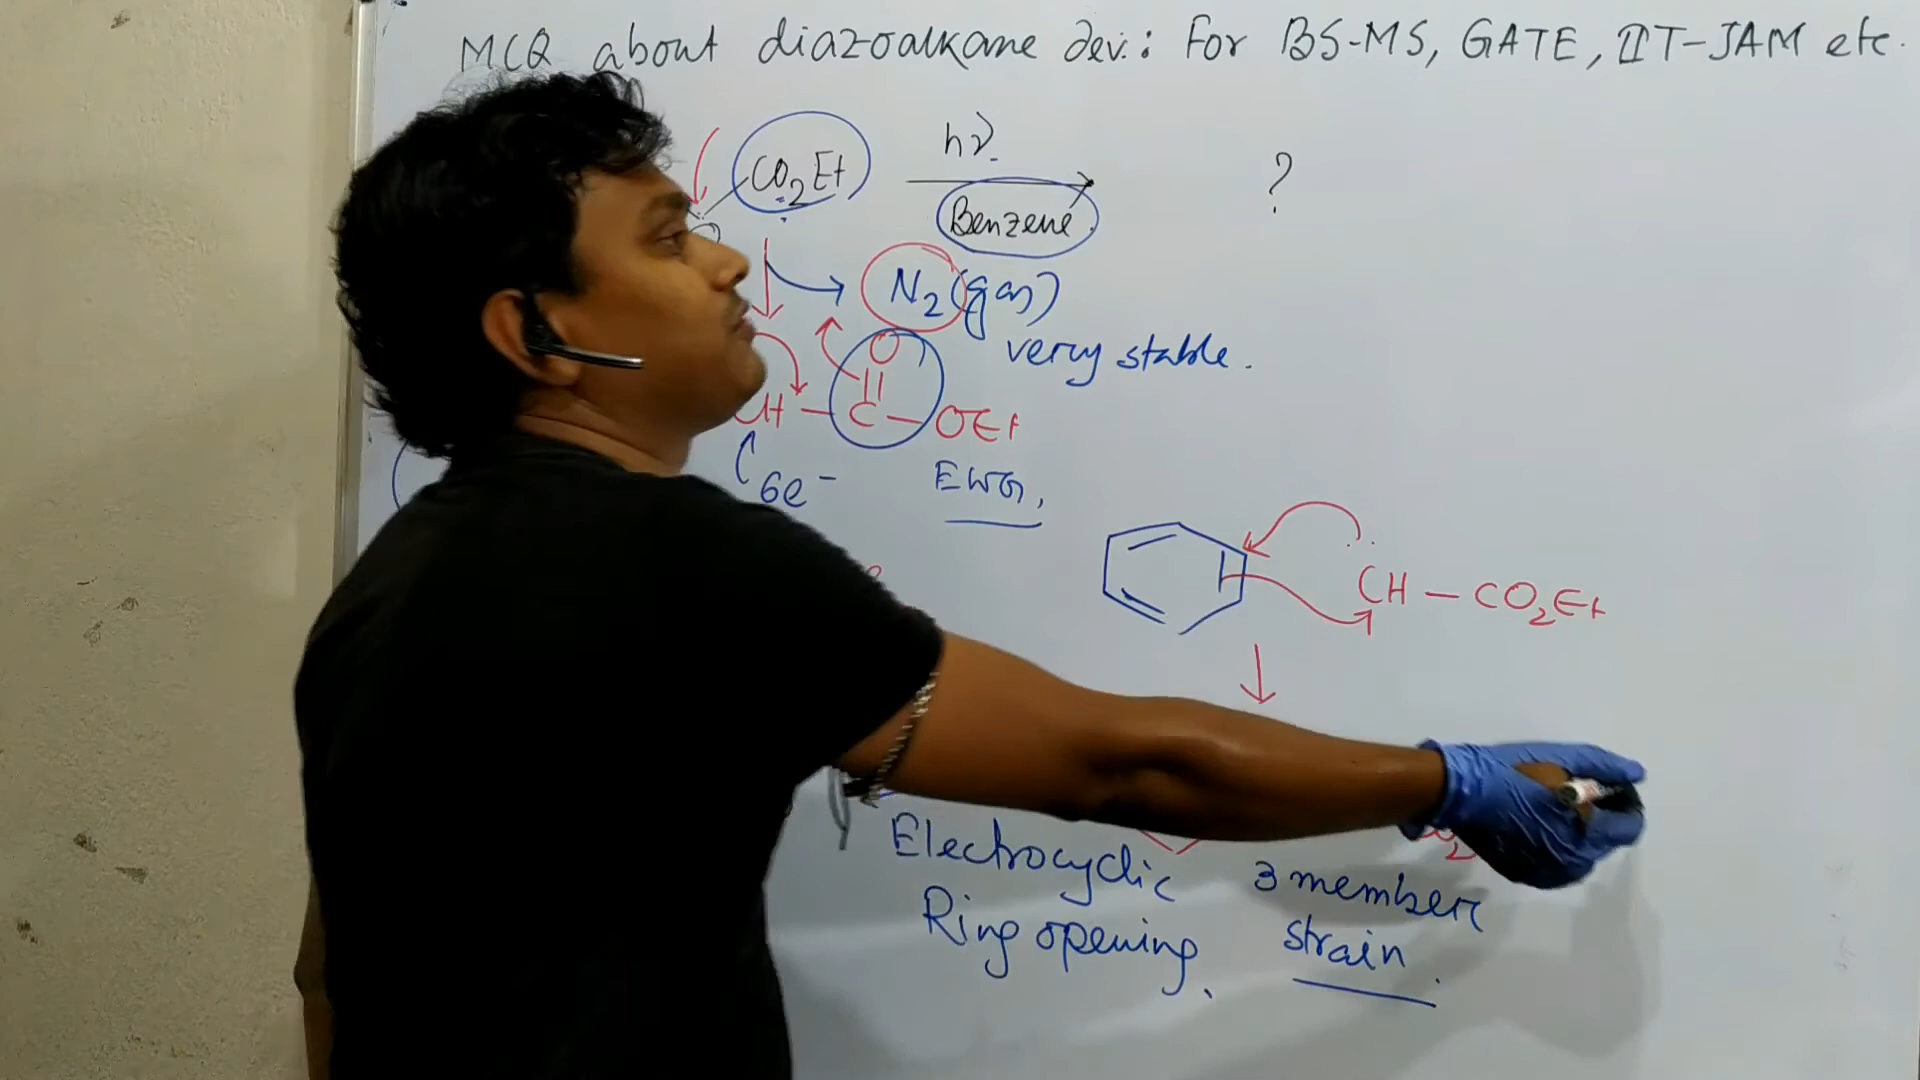 MCQ about diazoalkane dev.: For BS-MS, GATE, IIT-JAM etc.
CO2Et
hν
Benzene
?
N2 (gas)
very stable.
O
CH — C — OEt
6e-
EWG,
CH — CO2Et
Electrocyclic
Ring opening
3 member
strain.